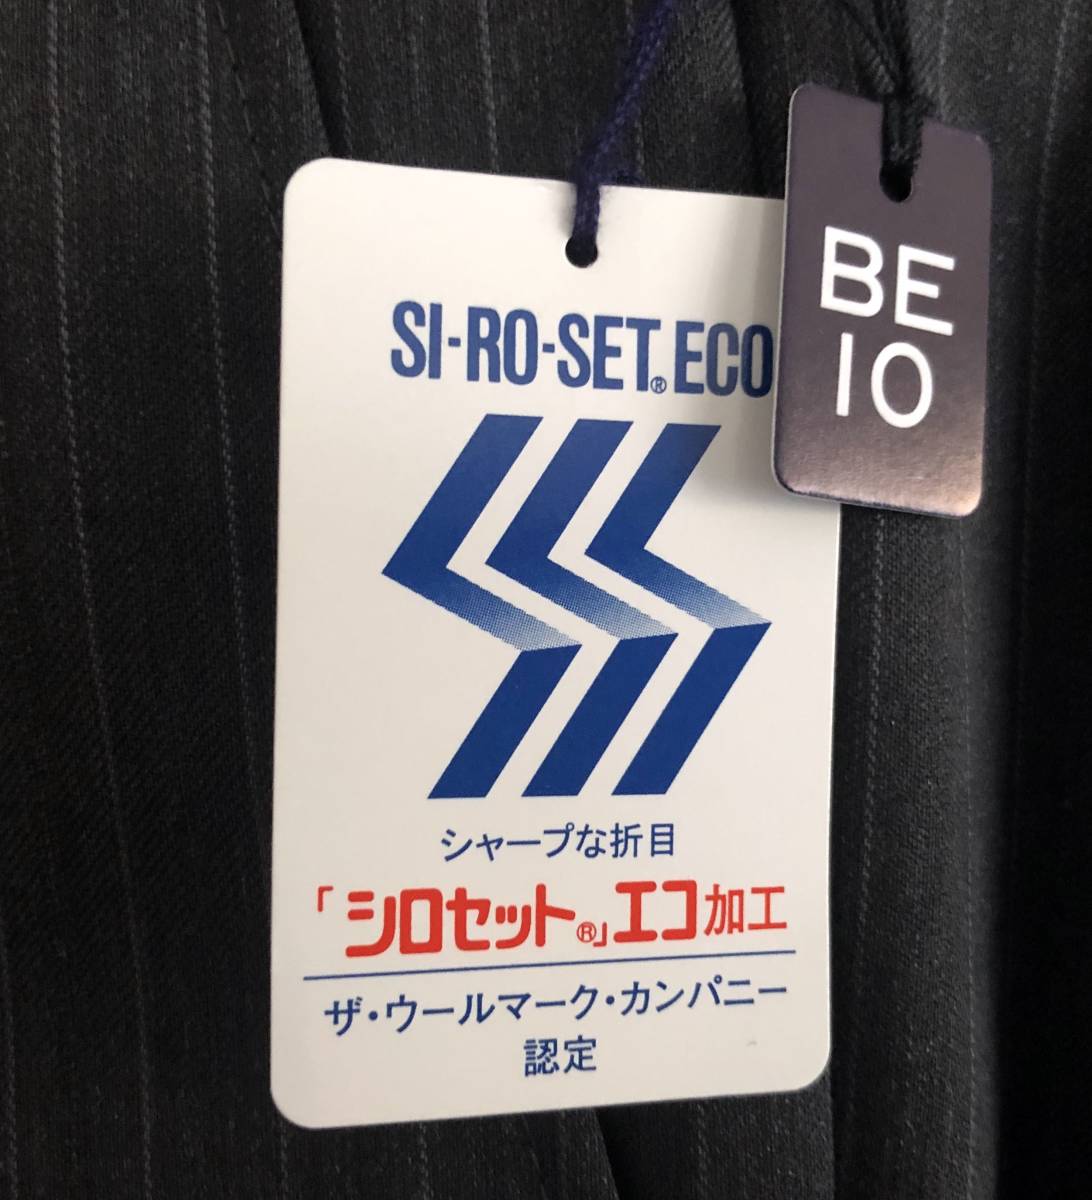 SI-RO-SET® ECO
シャープな折目
「シロセット®」エコ加工
ザ・ウールマーク・カンパニー
認定
BE
10